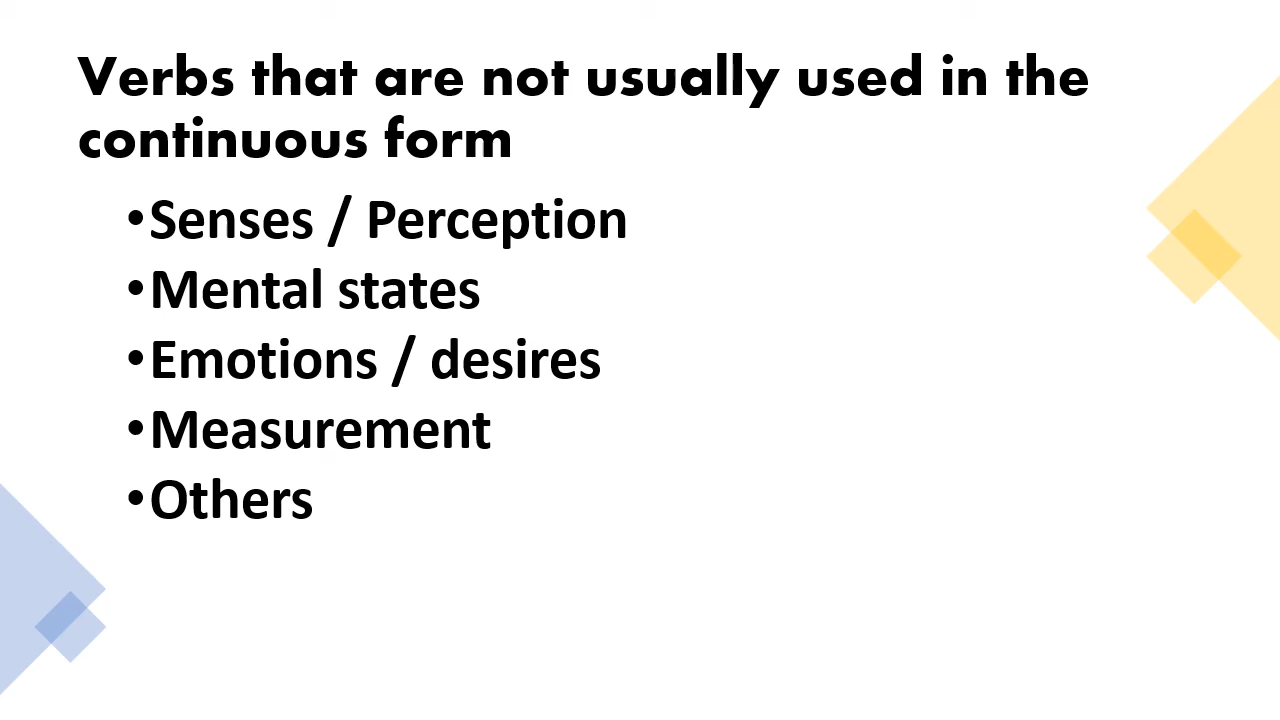 Verbs that are not usually used in the
continuous form
•Senses / Perception
•Mental states
•Emotions / desires
•Measurement
•Others